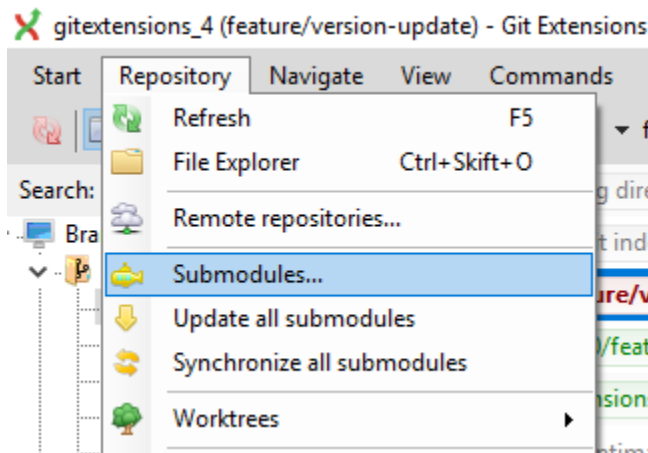 gitextensions_4 (feature/version-update) - Git Extensions
Start Repository Navigate View Commands
Refresh F5
File Explorer Ctrl+Skift+O
Search:
Remote repositories...
Bra
Submodules...
Update all submodules
Synchronize all submodules
Worktrees